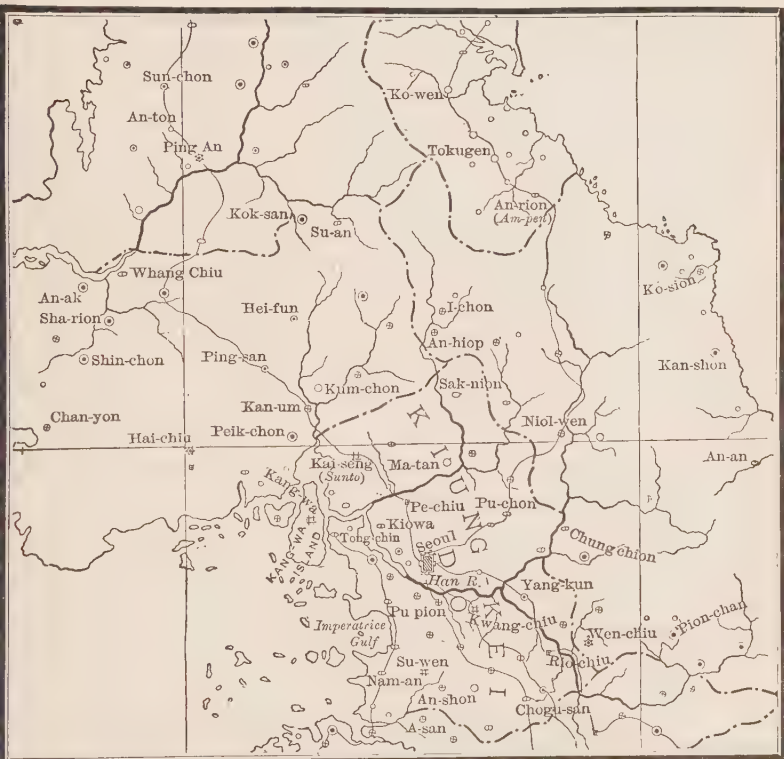 Sun-chon
An-ton
Ping An
Ko-wen
Tokugen
An-rion
(Am-pen)
Kok-san
Su-an
Whang Chiu
An-ak
Sha-rion
Shin-chon
Chan-yon
Hei-fun
Ping-san
Kum-chon
Kan-um
Peik-chon
Hai-chiu
I-chon
An-hiop
Sak-nion
Niol-wen
Ko-sion
Kan-shon
An-an
KIUNG
DKEI
Kai-seng
(Sunto)
Ma-tan
Kang-wa
KANG-WA
ISLAND
Pe-chiu
Pu-chon
Kiowa
Tong-chin
Seoul
Han R.
Chung-chion
Yang-kun
Pu pion
Kwang-chiu
Imperatrice
Gulf
Wen-chiu
Pion-chan
Rio-chiu
Su-wen
Nam-an
An-shon
Chogu-san
A-san